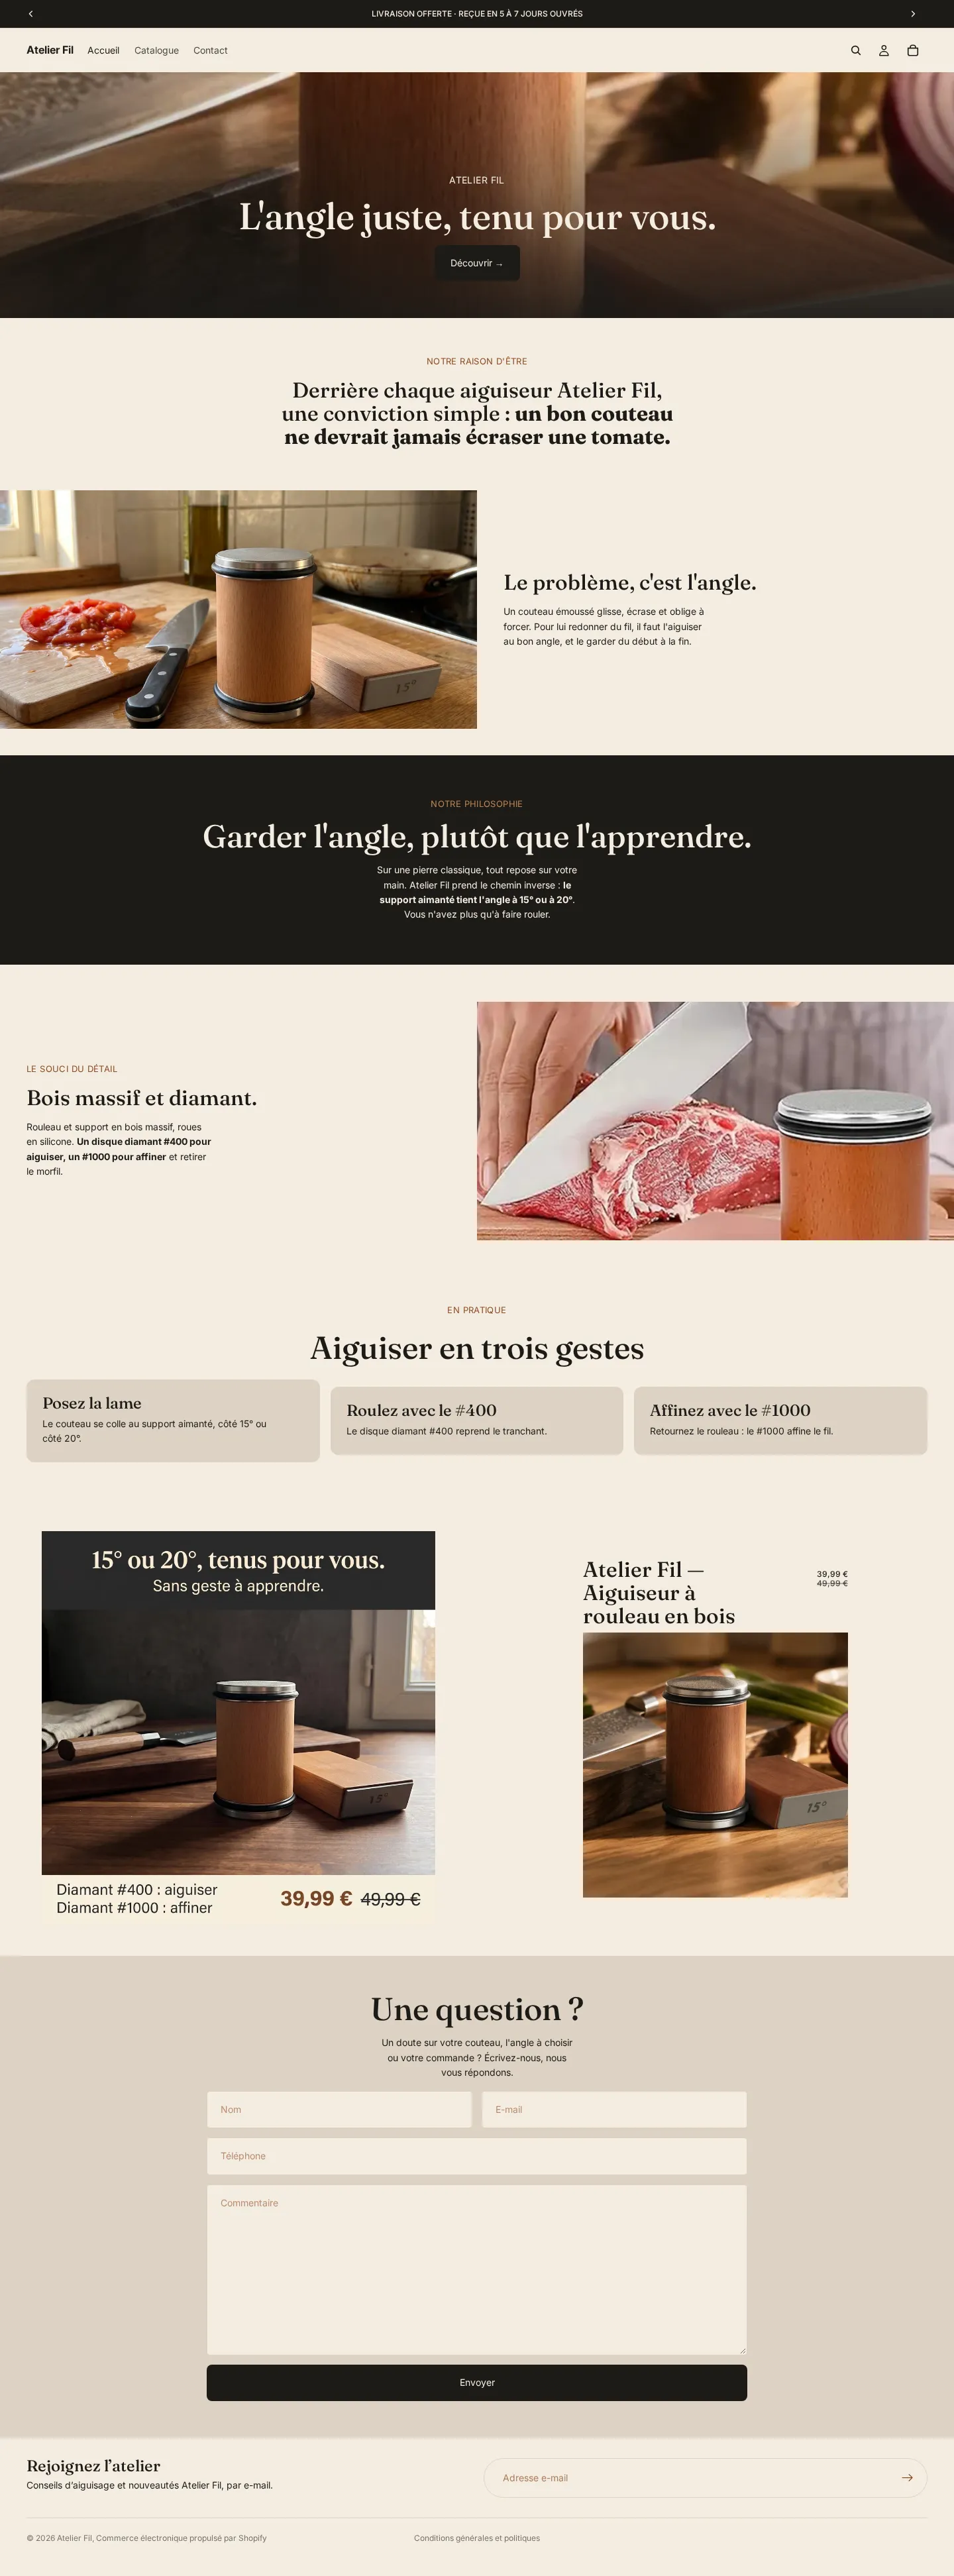 LIVRAISON OFFERTE · REÇUE EN 5 À 7 JOURS OUVRÉS
Atelier Fil
Accueil
Catalogue
Contact
ATELIER FIL
L'angle juste, tenu pour vous.
Découvrir →
NOTRE RAISON D'ÊTRE
Derrière chaque aiguiseur Atelier Fil,
une conviction simple : un bon couteau
ne devrait jamais écraser une tomate.
15°
Le problème, c'est l'angle.
Un couteau émoussé glisse, écrase et oblige à
forcer. Pour lui redonner du fil, il faut l'aiguiser
au bon angle, et le garder du début à la fin.
NOTRE PHILOSOPHIE
Garder l'angle, plutôt que l'apprendre.
Sur une pierre classique, tout repose sur votre
main. Atelier Fil prend le chemin inverse : le
support aimanté tient l'angle à 15° ou à 20°.
Vous n'avez plus qu'à faire rouler.
LE SOUCI DU DÉTAIL
Bois massif et diamant.
Rouleau et support en bois massif, roues
en silicone. Un disque diamant #400 pour
aiguiser, un #1000 pour affiner et retirer
le morfil.
EN PRATIQUE
Aiguiser en trois gestes
Posez la lame
Le couteau se colle au support aimanté, côté 15° ou
côté 20°.
Roulez avec le #400
Le disque diamant #400 reprend le tranchant.
Affinez avec le #1000
Retournez le rouleau : le #1000 affine le fil.
15° ou 20°, tenus pour vous.
Sans geste à apprendre.
15°
Diamant #400 : aiguiser
Diamant #1000 : affiner
39,99 € 49,99 €
Atelier Fil —
Aiguiseur à
rouleau en bois
39,99 €
49,99 €
15°
Une question ?
Un doute sur votre couteau, l'angle à choisir
ou votre commande ? Écrivez-nous, nous
vous répondons.
Nom
E-mail
Téléphone
Commentaire
Envoyer
Rejoignez l’atelier
Conseils d’aiguisage et nouveautés Atelier Fil, par e-mail.
Adresse e-mail
© 2026 Atelier Fil, Commerce électronique propulsé par Shopify
Conditions générales et politiques